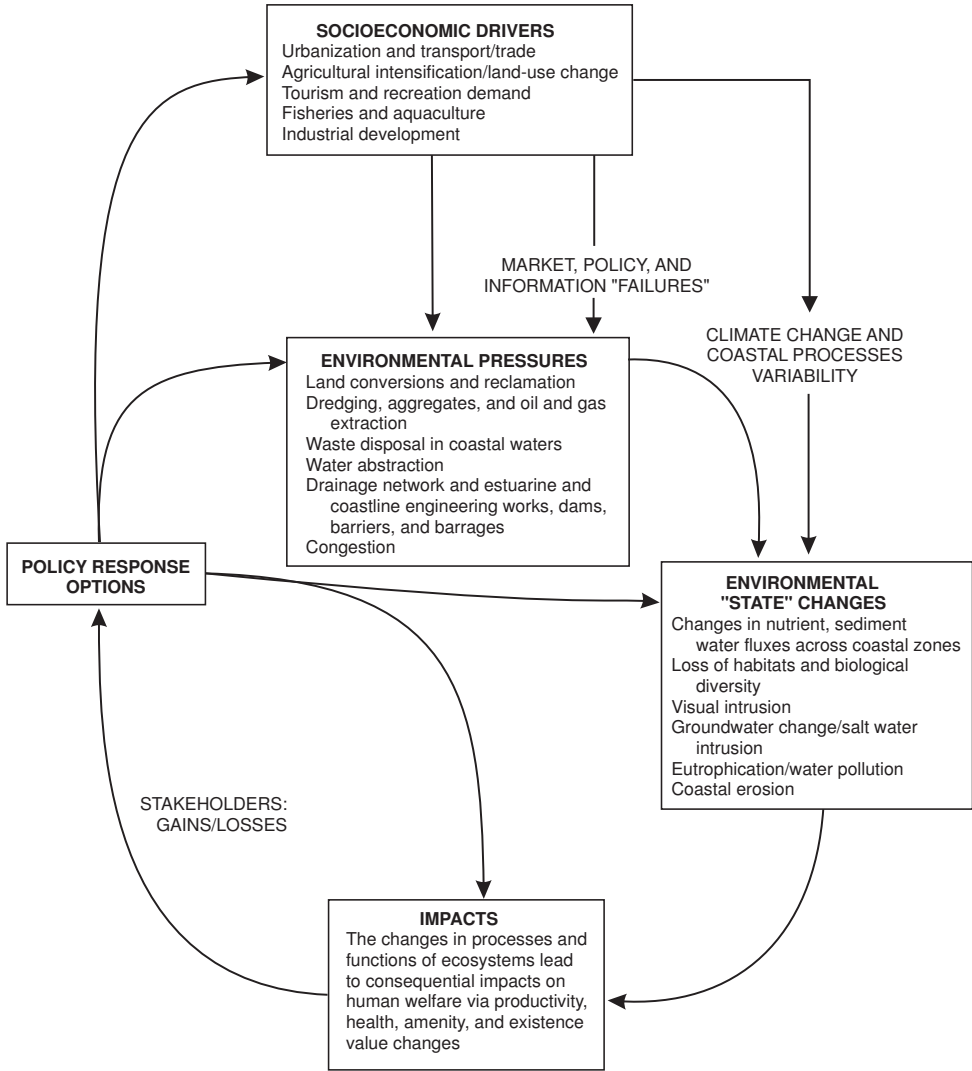 SOCIOECONOMIC DRIVERS
Urbanization and transport/trade
Agricultural intensification/land-use change
Tourism and recreation demand
Fisheries and aquaculture
Industrial development
MARKET, POLICY, AND
INFORMATION "FAILURES"
CLIMATE CHANGE AND
COASTAL PROCESSES
VARIABILITY
ENVIRONMENTAL PRESSURES
Land conversions and reclamation
Dredging, aggregates, and oil and gas
extraction
Waste disposal in coastal waters
Water abstraction
Drainage network and estuarine and
coastline engineering works, dams,
barriers, and barrages
Congestion
POLICY RESPONSE
OPTIONS
ENVIRONMENTAL
"STATE" CHANGES
Changes in nutrient, sediment
water fluxes across coastal zones
Loss of habitats and biological
diversity
Visual intrusion
Groundwater change/salt water
intrusion
Eutrophication/water pollution
Coastal erosion
STAKEHOLDERS:
GAINS/LOSSES
IMPACTS
The changes in processes and
functions of ecosystems lead
to consequential impacts on
human welfare via productivity,
health, amenity, and existence
value changes